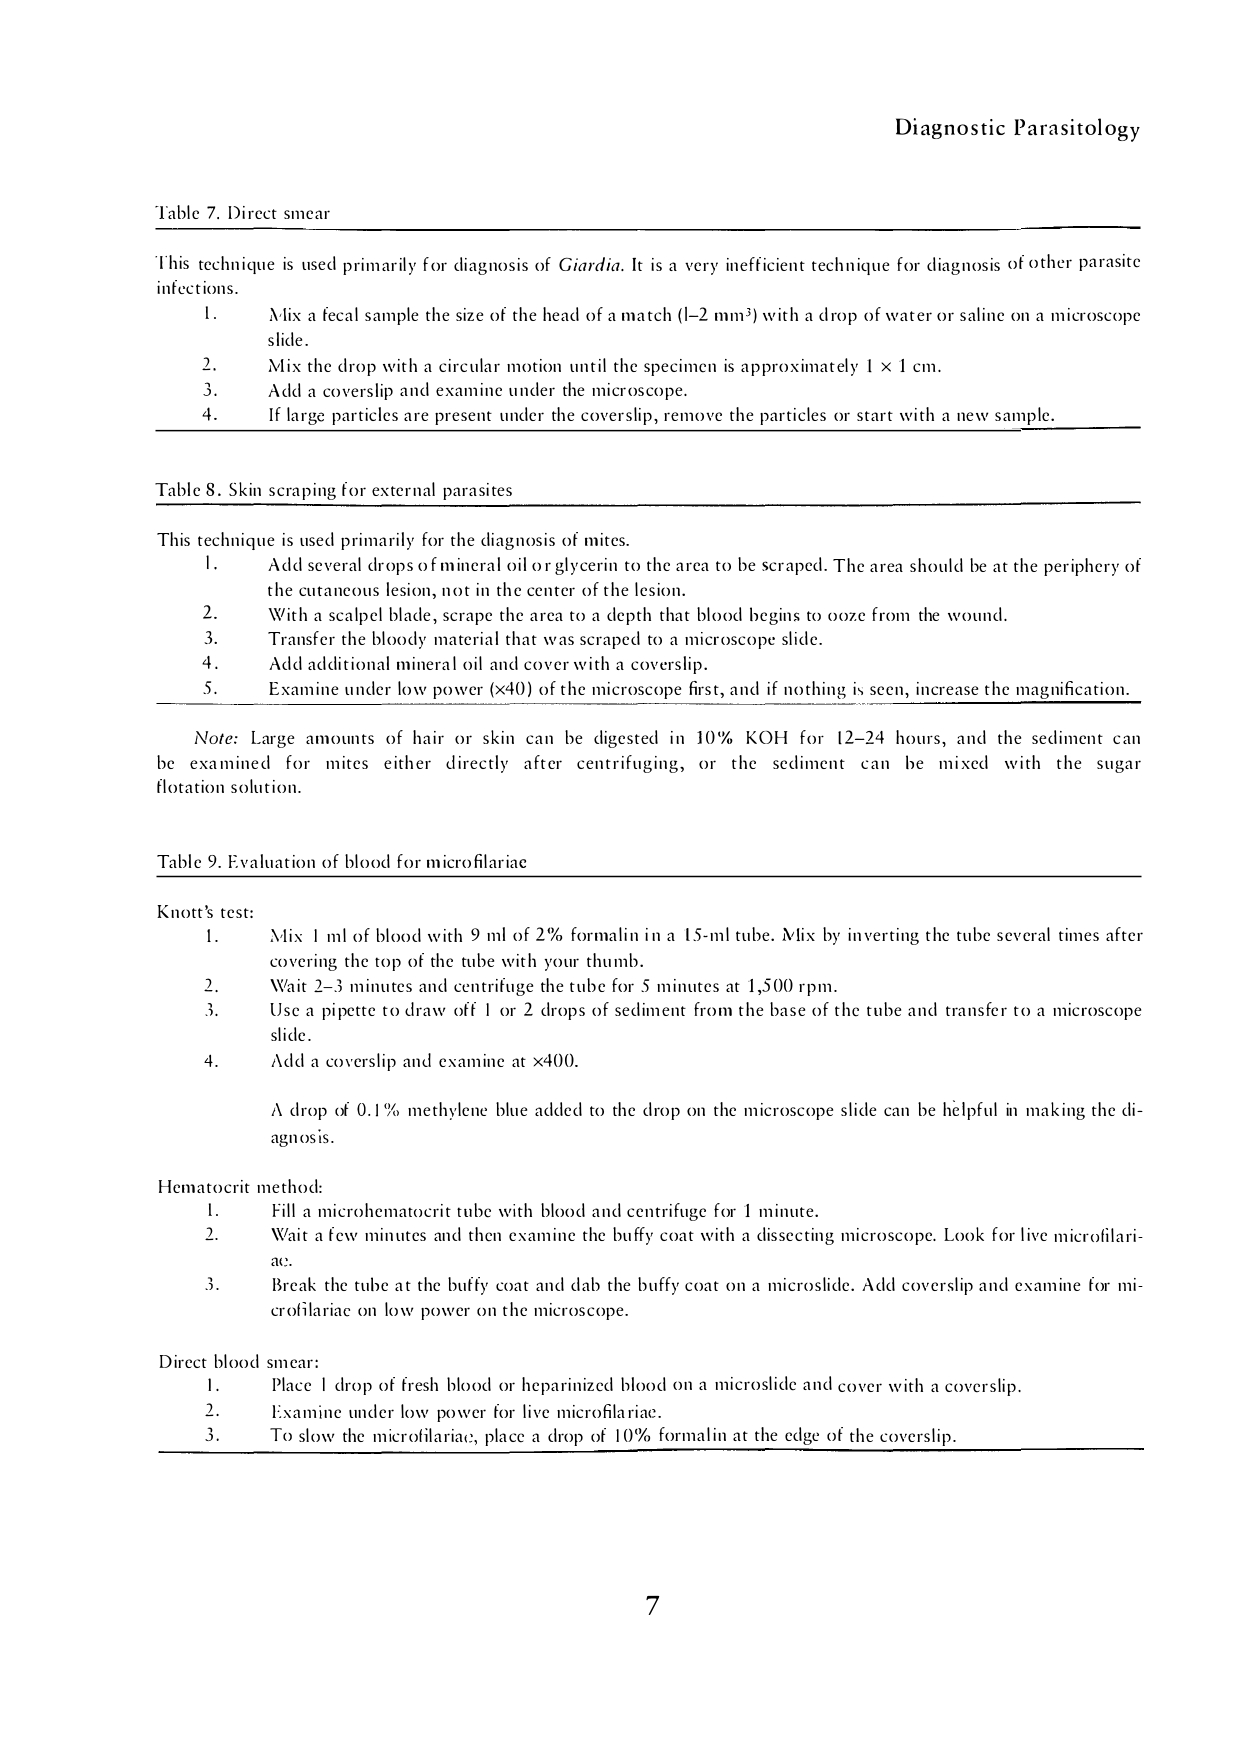 Diagnostic Parasitology
Table 7. Direct smear
This technique is used primarily for diagnosis of Giardia. It is a very inefficient technique for diagnosis of other parasite
infections.
1. Mix a fecal sample the size of the head of a match (1–2 mm³) with a drop of water or saline on a microscope
slide.
2. Mix the drop with a circular motion until the specimen is approximately 1 × 1 cm.
3. Add a coverslip and examine under the microscope.
4. If large particles are present under the coverslip, remove the particles or start with a new sample.
Table 8. Skin scraping for external parasites
This technique is used primarily for the diagnosis of mites.
1. Add several drops of mineral oil or glycerin to the area to be scraped. The area should be at the periphery of
the cutaneous lesion, not in the center of the lesion.
2. With a scalpel blade, scrape the area to a depth that blood begins to ooze from the wound.
3. Transfer the bloody material that was scraped to a microscope slide.
4. Add additional mineral oil and cover with a coverslip.
5. Examine under low power (×40) of the microscope first, and if nothing is seen, increase the magnification.
Note: Large amounts of hair or skin can be digested in 10% KOH for 12–24 hours, and the sediment can
be examined for mites either directly after centrifuging, or the sediment can be mixed with the sugar
flotation solution.
Table 9. Evaluation of blood for microfilariae
Knott's test:
1. Mix 1 ml of blood with 9 ml of 2% formalin in a 15-ml tube. Mix by inverting the tube several times after
covering the top of the tube with your thumb.
2. Wait 2–3 minutes and centrifuge the tube for 5 minutes at 1,500 rpm.
3. Use a pipette to draw off 1 or 2 drops of sediment from the base of the tube and transfer to a microscope
slide.
4. Add a coverslip and examine at ×400.
A drop of 0.1% methylene blue added to the drop on the microscope slide can be helpful in making the di-
agnosis.
Hematocrit method:
1. Fill a microhematocrit tube with blood and centrifuge for 1 minute.
2. Wait a few minutes and then examine the buffy coat with a dissecting microscope. Look for live microfilari-
ae.
3. Break the tube at the buffy coat and dab the buffy coat on a microslide. Add coverslip and examine for mi-
crofilariae on low power on the microscope.
Direct blood smear:
1. Place 1 drop of fresh blood or heparinized blood on a microslide and cover with a coverslip.
2. Examine under low power for live microfilariae.
3. To slow the microfilariae, place a drop of 10% formalin at the edge of the coverslip.
7